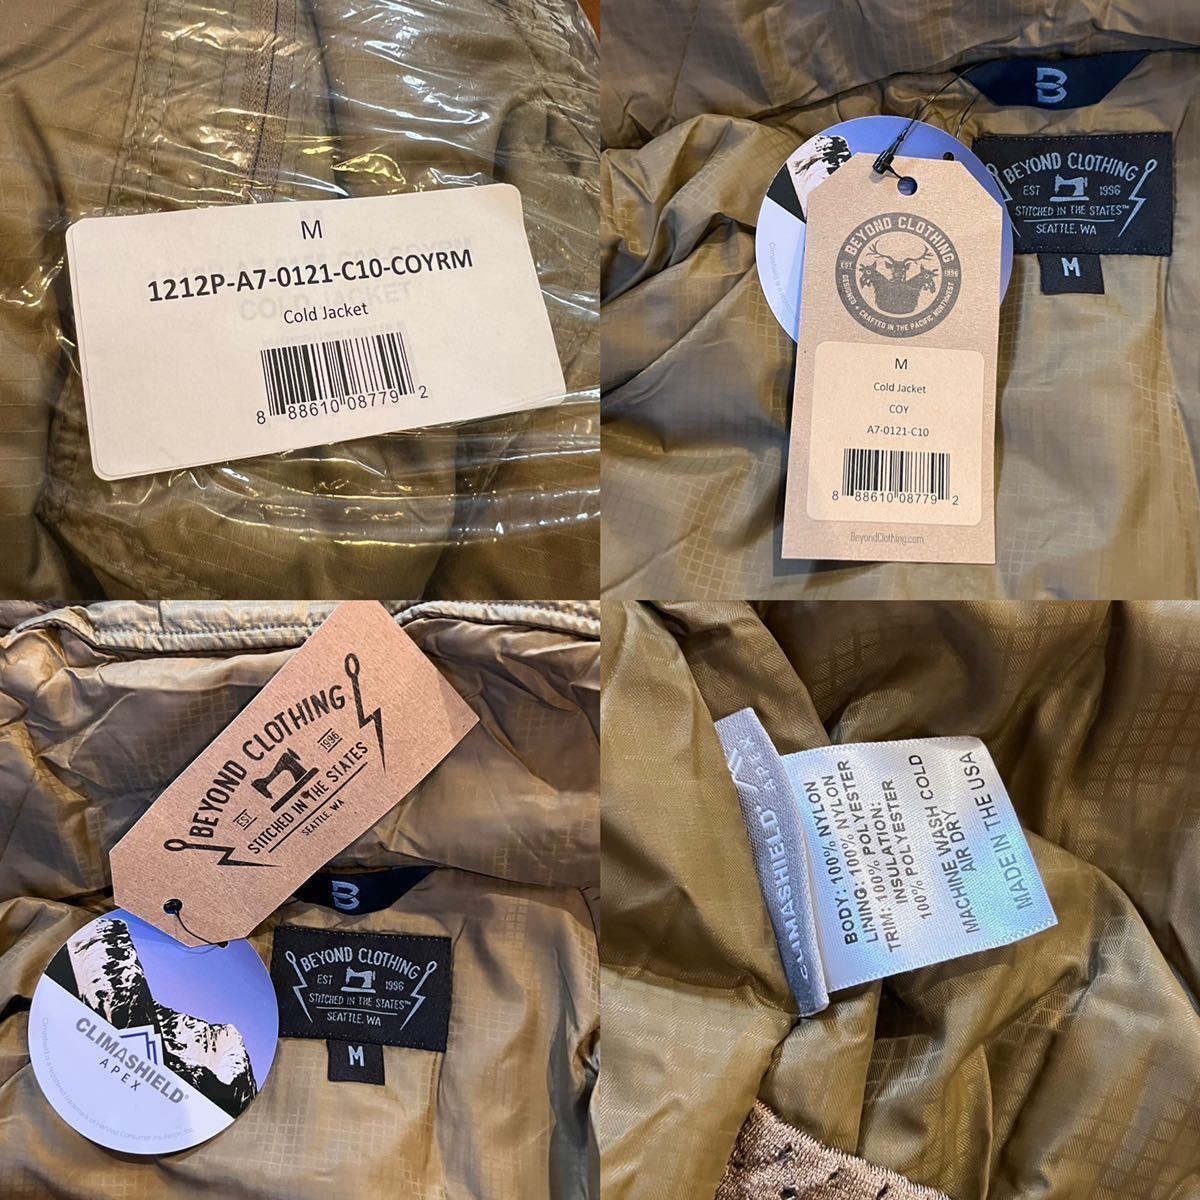 M
1212P-A7-0121-C10-COYRM
Cold Jacket
8 88610 08779 2
B
BEYOND CLOTHING
EST 1996
STITCHED IN THE STATES™
SEATTLE, WA
M
BEYOND CLOTHING
EST 1996
DESIGNED + CRAFTED IN THE PACIFIC NORTHWEST
M
Cold Jacket
COY
A7-0121-C10
8 88610 08779 2
BeyondClothing.com
BEYOND CLOTHING
EST 1996
STITCHED IN THE STATES
SEATTLE, WA
B
BEYOND CLOTHING
EST 1996
STITCHED IN THE STATES™
SEATTLE, WA
M
CLIMASHIELD®
APEX
CLIMASHIELD®
APEX
BODY: 100% NYLON
LINING: 100% NYLON
TRIM: 100% POLYESTER
INSULATION:
100% POLYESTER
MACHINE WASH COLD
AIR DRY
MADE IN THE USA